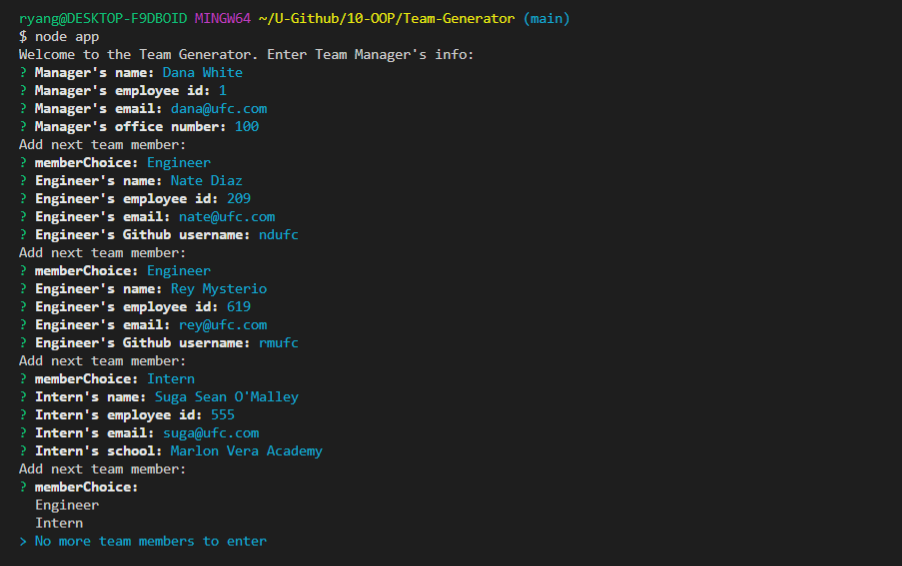 ryang@DESKTOP-F9DBOID MINGW64 ~/U-Github/10-OOP/Team-Generator (main)
$ node app
Welcome to the Team Generator. Enter Team Manager's info:
? Manager's name: Dana White
? Manager's employee id: 1
? Manager's email: dana@ufc.com
? Manager's office number: 100
Add next team member:
? memberChoice: Engineer
? Engineer's name: Nate Diaz
? Engineer's employee id: 209
? Engineer's email: nate@ufc.com
? Engineer's Github username: ndufc
Add next team member:
? memberChoice: Engineer
? Engineer's name: Rey Mysterio
? Engineer's employee id: 619
? Engineer's email: rey@ufc.com
? Engineer's Github username: rmufc
Add next team member:
? memberChoice: Intern
? Intern's name: Suga Sean O'Malley
? Intern's employee id: 555
? Intern's email: suga@ufc.com
? Intern's school: Marlon Vera Academy
Add next team member:
? memberChoice:
  Engineer
  Intern
> No more team members to enter